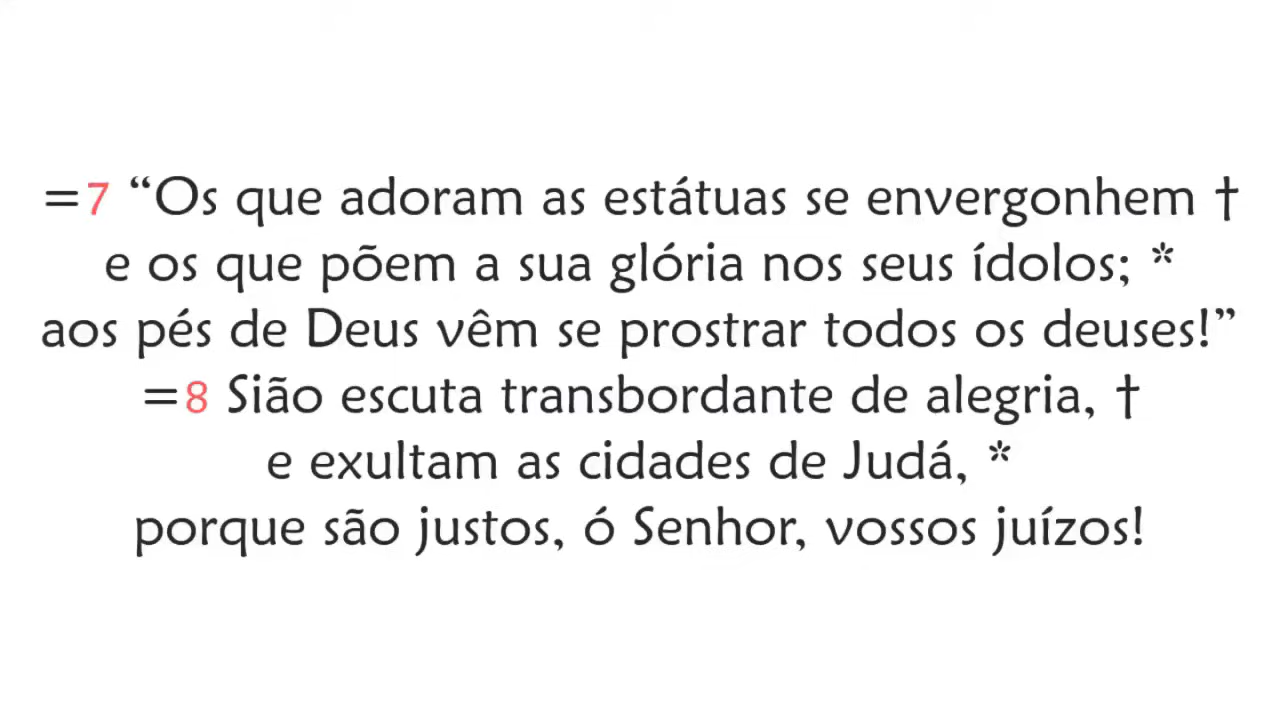 =7 “Os que adoram as estátuas se envergonhem †
e os que põem a sua glória nos seus ídolos; *
aos pés de Deus vêm se prostrar todos os deuses!”
=8 Sião escuta transbordante de alegria, †
e exultam as cidades de Judá, *
porque são justos, ó Senhor, vossos juízos!